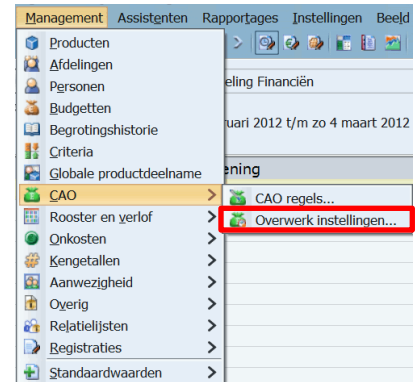 Management Assistenten Rapportages Instellingen Beeld
Producten
Afdelingen
eling Financiën
Personen
Budgetten
uari 2012 t/m zo 4 maart 2012
Begrotingshistorie
Criteria
Globale productdeelname
ening
CAO
CAO regels...
Rooster en verlof
Overwerk instellingen...
Onkosten
Kengetallen
Aanwezigheid
Overig
Relatielijsten
Registraties
Standaardwaarden